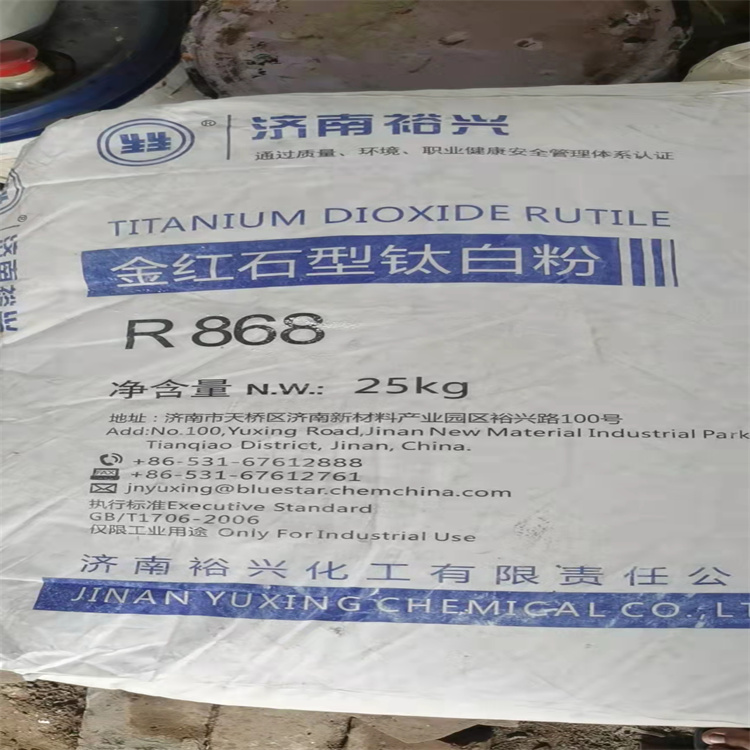 ® 济南裕兴
通过质量、环境、职业健康安全管理体系认证
TITANIUM DIOXIDE RUTILE
金红石型钛白粉
R 868
净含量 N.W.: 25kg
地址：济南市天桥区济南新材料产业园区裕兴路100号
Add:No.100,Yuxing Road,Jinan New Material Industrial Park
Tianqiao District, Jinan, China.
+86-531-67612888
FAX +86-531-67612761
jnyuxing@bluestar.chemchina.com
执行标准Executive Standard
GB/T1706-2006
仅限工业用途 Only For Industrial Use
济南裕兴化工有限责任公
JINAN YUXING CHEMICAL CO.,L
® 济南裕兴